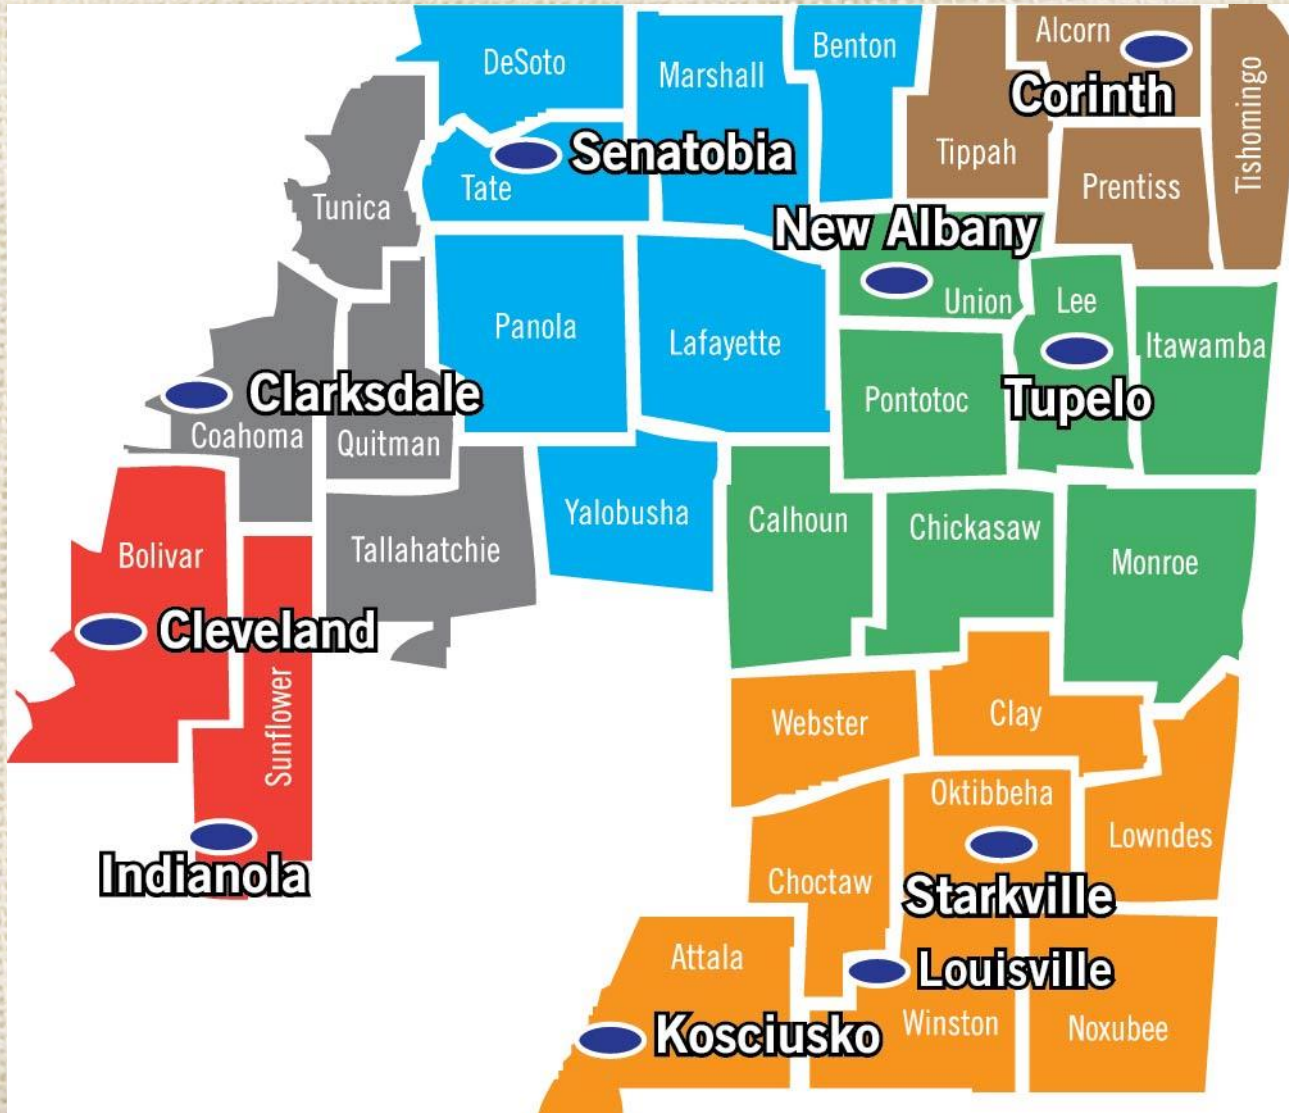 Alcorn
Benton
DeSoto
Marshall
Tishomingo
Corinth
Tippah
Senatobia
Tate
Prentiss
Tunica
New Albany
Union
Lee
Panola
Lafayette
Itawamba
Clarksdale
Pontotoc
Tupelo
Coahoma
Quitman
Yalobusha
Calhoun
Chickasaw
Tallahatchie
Bolivar
Monroe
Cleveland
Sunflower
Webster
Clay
Oktibbeha
Lowndes
Indianola
Choctaw
Starkville
Attala
Louisville
Winston
Noxubee
Kosciusko